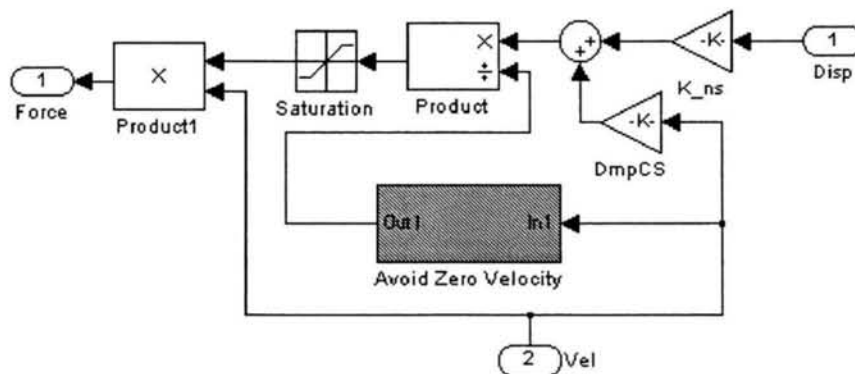 1
Force
×
Product1
Saturation
×
÷
Product
+
+
-K-
K_ns
1
Disp
-K-
DmpCS
Out1
In1
Avoid Zero Velocity
2
Vel